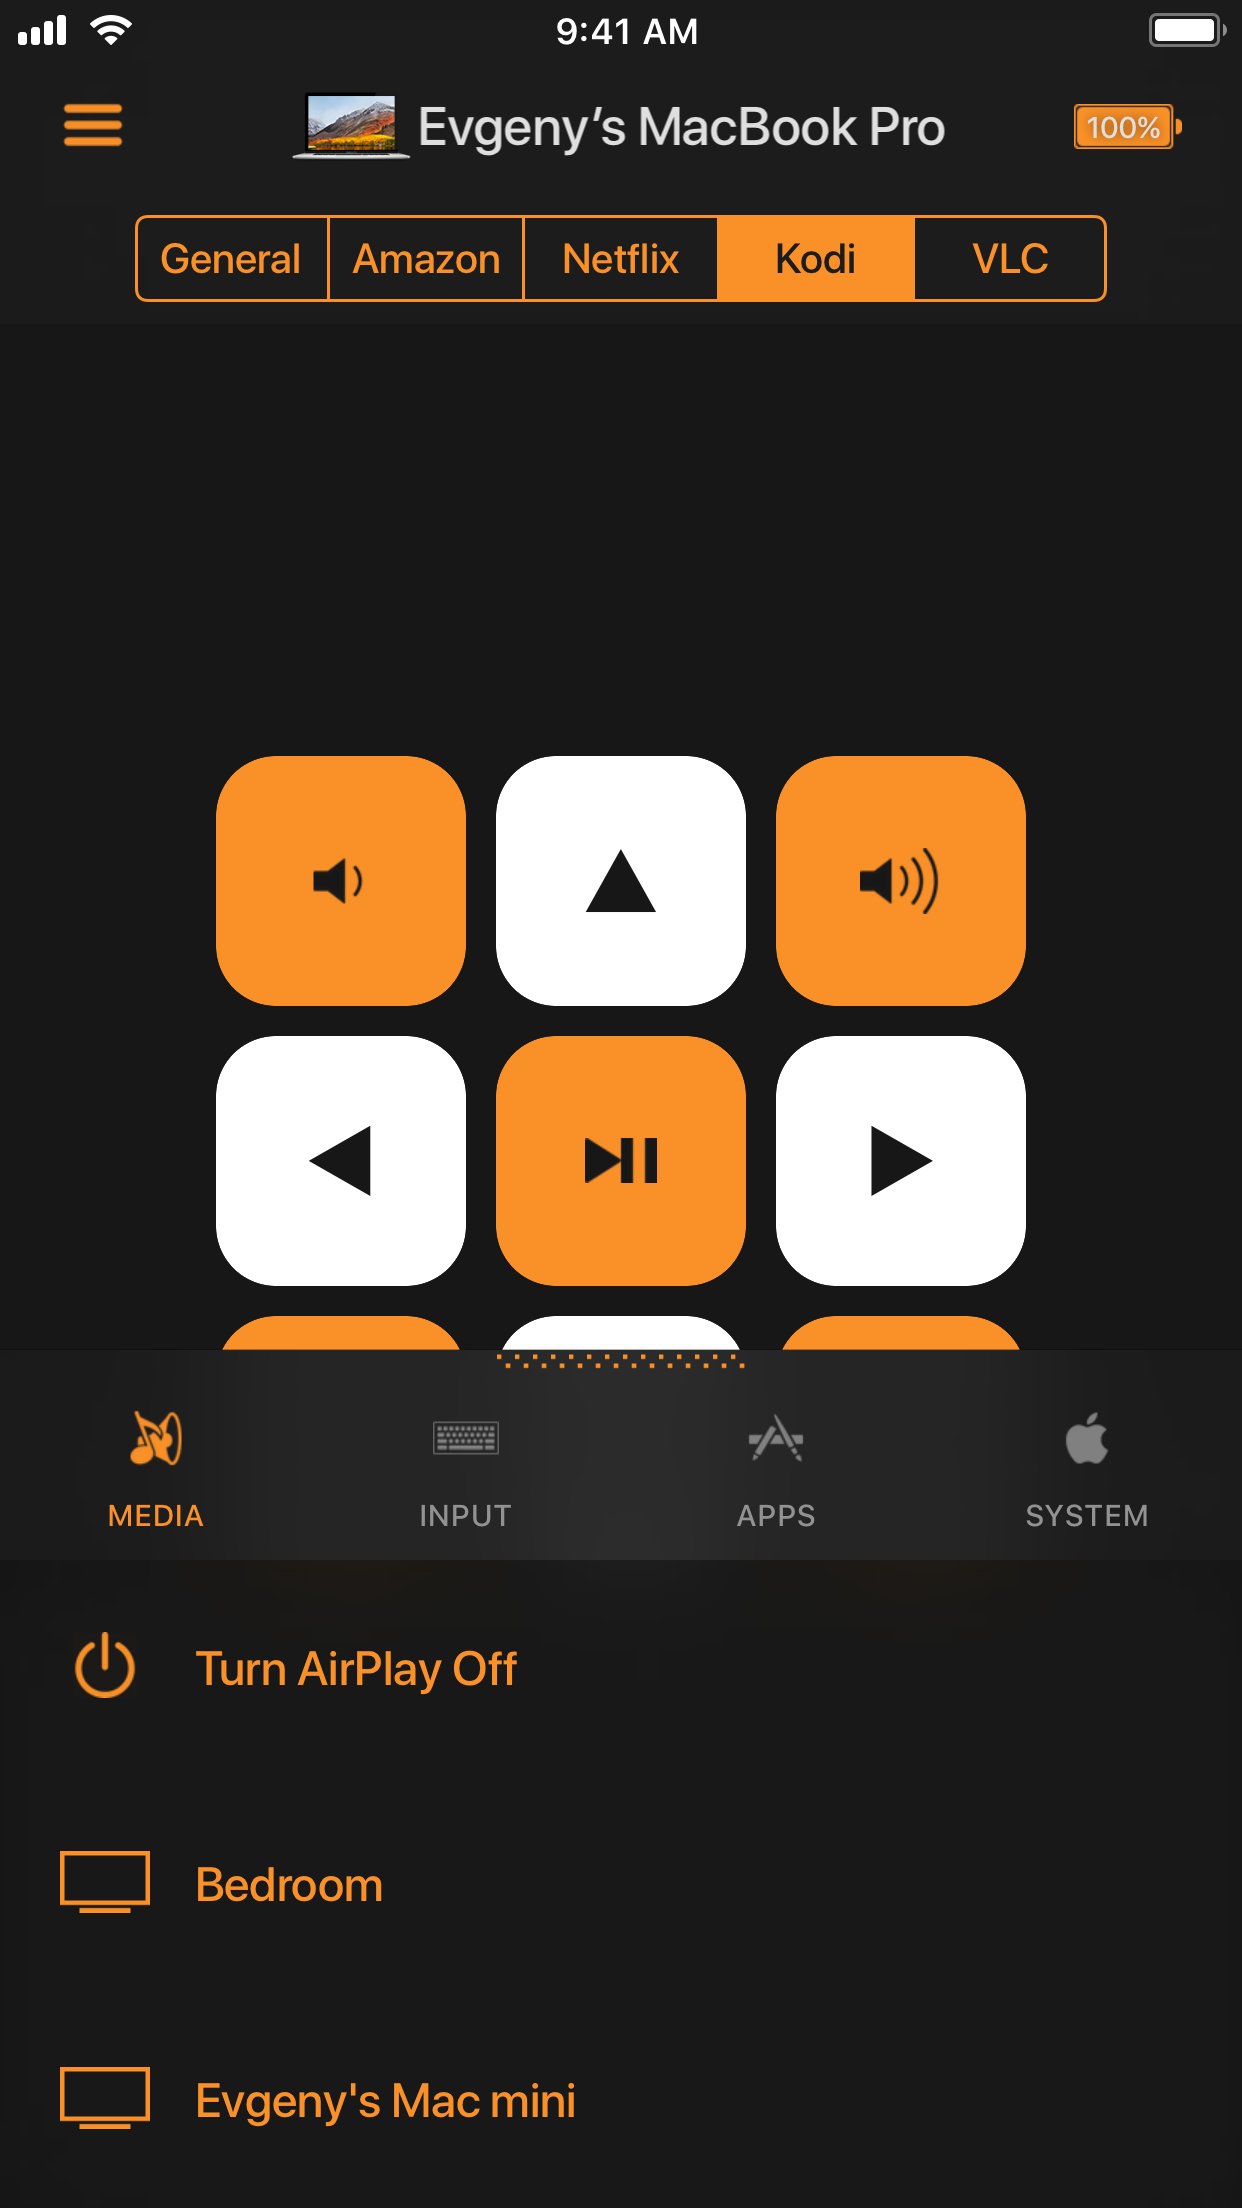 9:41 AM
Evgeny’s MacBook Pro
100%
General Amazon Netflix Kodi VLC
MEDIA INPUT APPS SYSTEM
Turn AirPlay Off
Bedroom
Evgeny's Mac mini